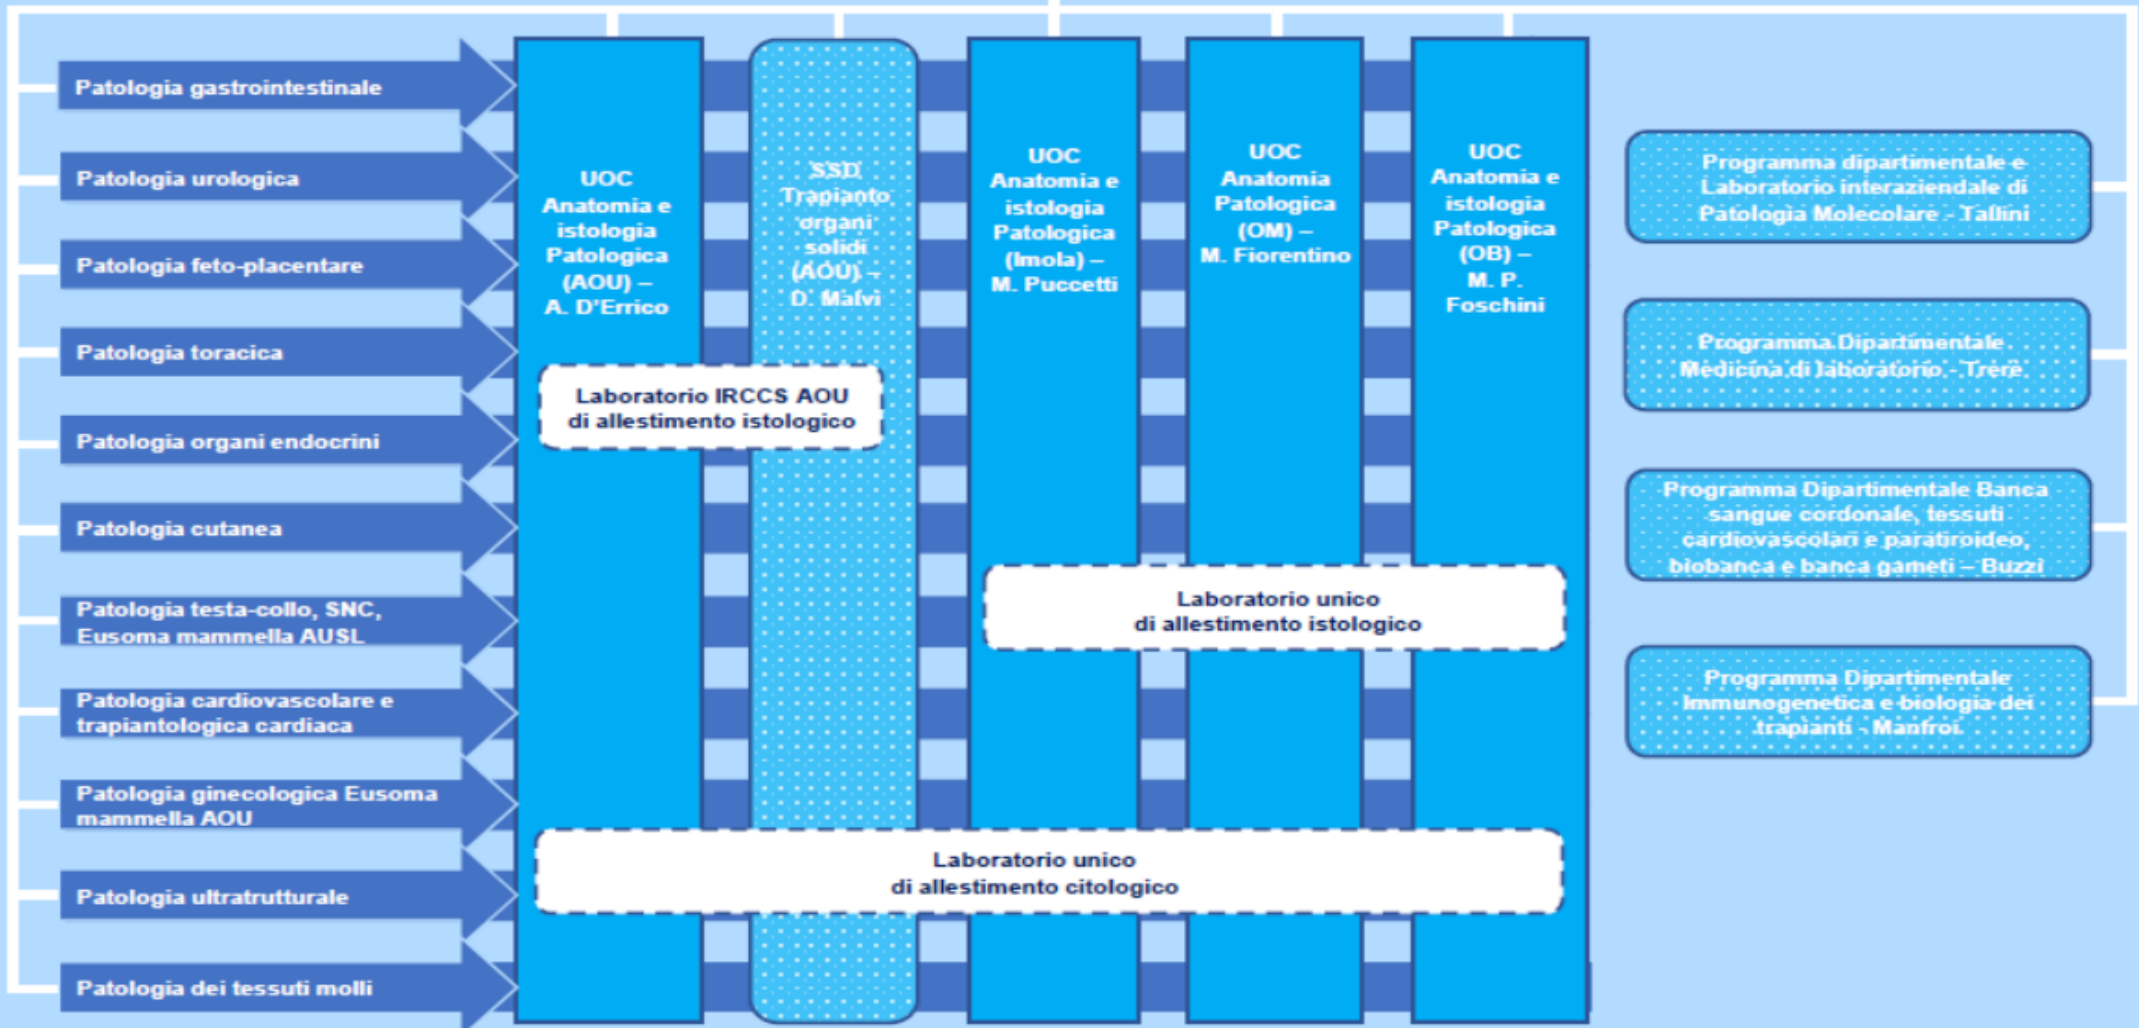 Patologia gastrointestinale
Patologia urologica
Patologia feto-placentare
Patologia toracica
Patologia organi endocrini
Patologia cutanea
Patologia testa-collo, SNC,
Eusoma mammella AUSL
Patologia cardiovascolare e
trapiantologica cardiaca
Patologia ginecologica Eusoma
mammella AOU
Patologia ultratrutturale
Patologia dei tessuti molli
UOC
Anatomia e
istologia
Patologica
(AOU) –
A. D'Errico
SSD
Trapianto
organi
solidi
(AOU) –
D. Malvi
UOC
Anatomia e
istologia
Patologica
(Imola) –
M. Puccetti
UOC
Anatomia
Patologica
(OM) –
M. Fiorentino
UOC
Anatomia e
istologia
Patologica
(OB) –
M. P.
Foschini
Laboratorio IRCCS AOU
di allestimento istologico
Laboratorio unico
di allestimento istologico
Laboratorio unico
di allestimento citologico
Programma dipartimentale e
Laboratorio interaziendale di
Patologia Molecolare - Tallini
Programma Dipartimentale
Medicina di laboratorio - Trerè
Programma Dipartimentale Banca
sangue cordonale, tessuti
cardiovascolari e paratiroideo,
biobanca e banca gameti – Buzzi
Programma Dipartimentale
Immunogenetica e biologia dei
trapianti - Manfroi